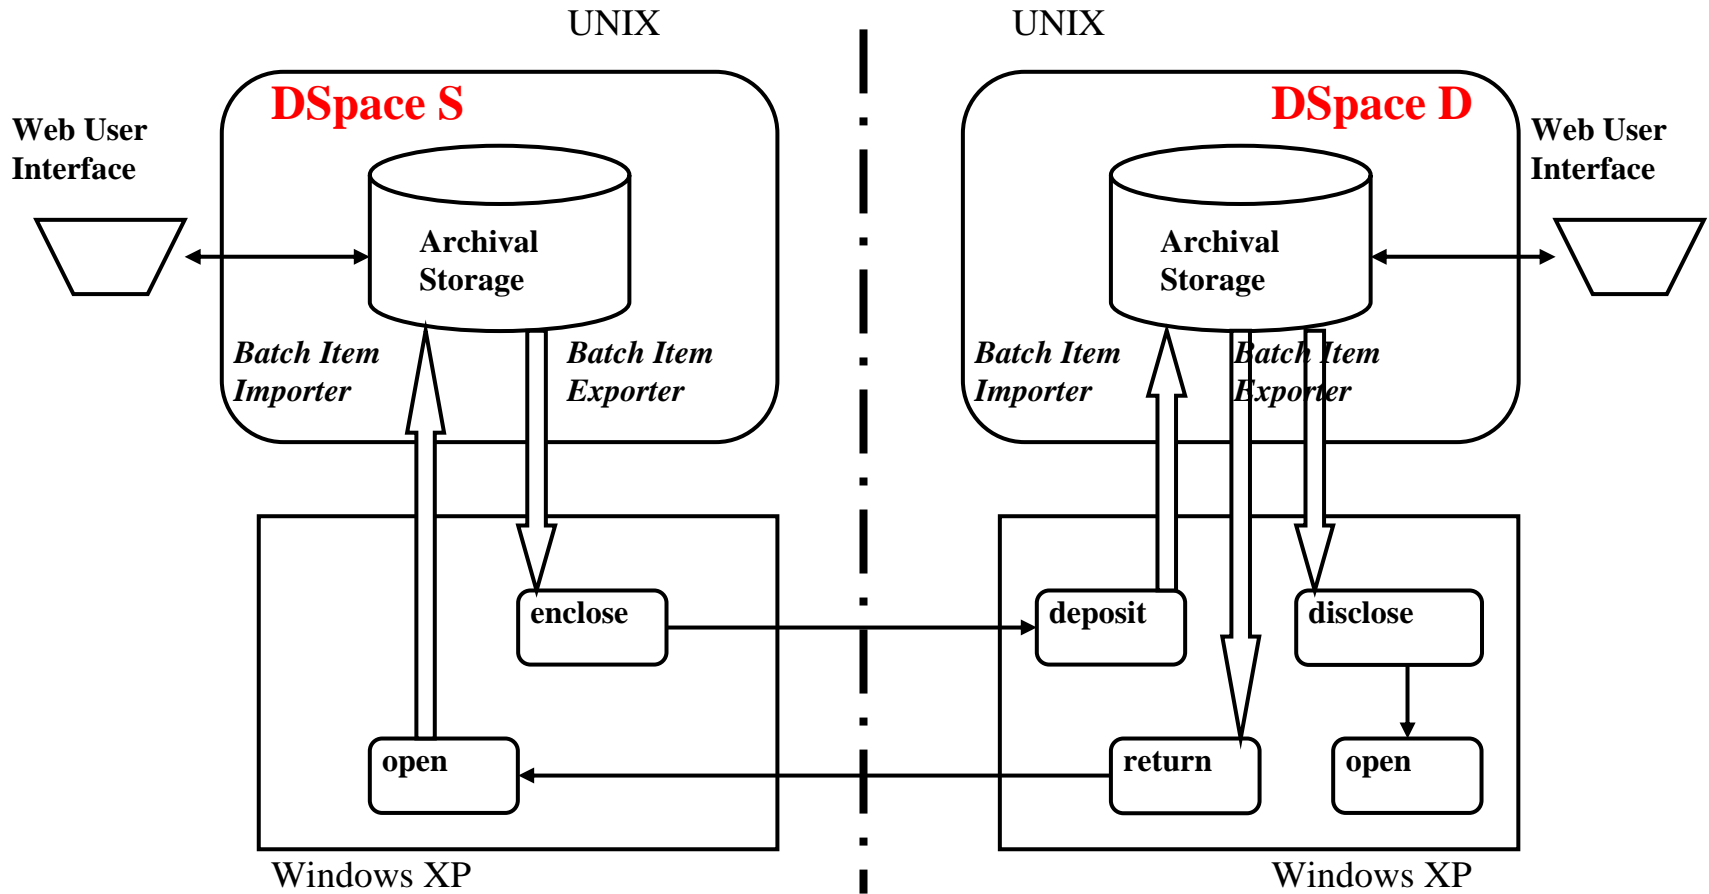 UNIX
UNIX
DSpace S
DSpace D
Web User
Interface
Web User
Interface
Archival
Storage
Archival
Storage
Batch Item
Importer
Batch Item
Exporter
Batch Item
Importer
Batch Item
Exporter
enclose
deposit
disclose
open
return
open
Windows XP
Windows XP